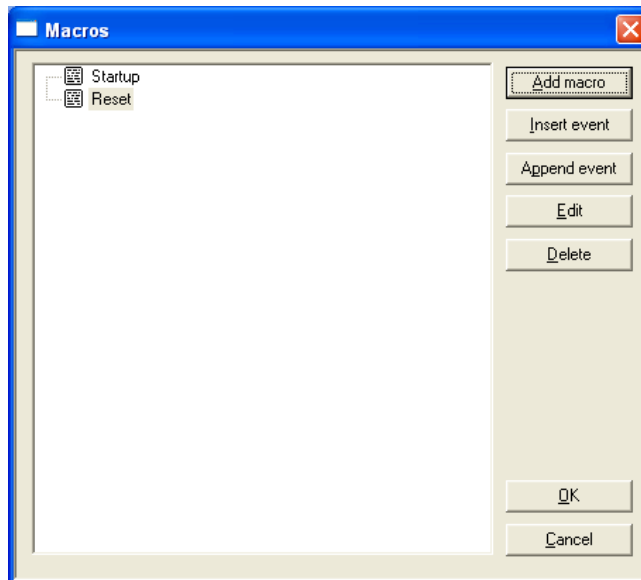 Macros
Startup
Reset
Add macro
Insert event
Append event
Edit
Delete
OK
Cancel